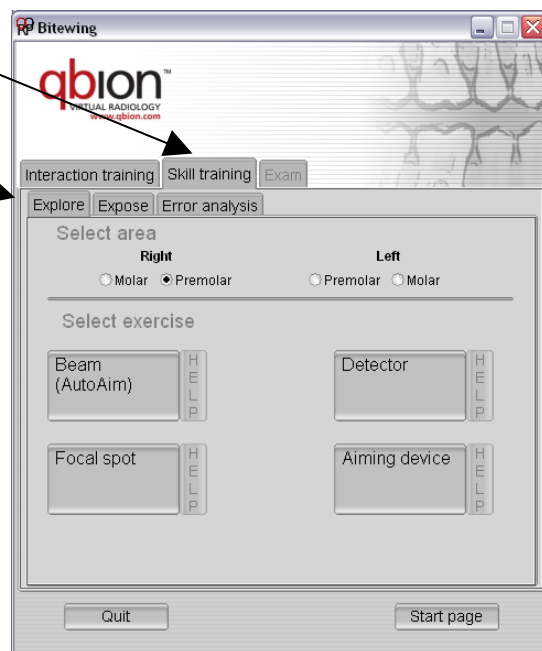 RP Bitewing
qbion™
VIRTUAL RADIOLOGY
www.qbion.com
Interaction training Skill training Exam
Explore Expose Error analysis
Select area
Right Left
Molar Premolar Premolar Molar
Select exercise
Beam
(AutoAim)
HELP
Detector
HELP
Focal spot
HELP
Aiming device
HELP
Quit Start page